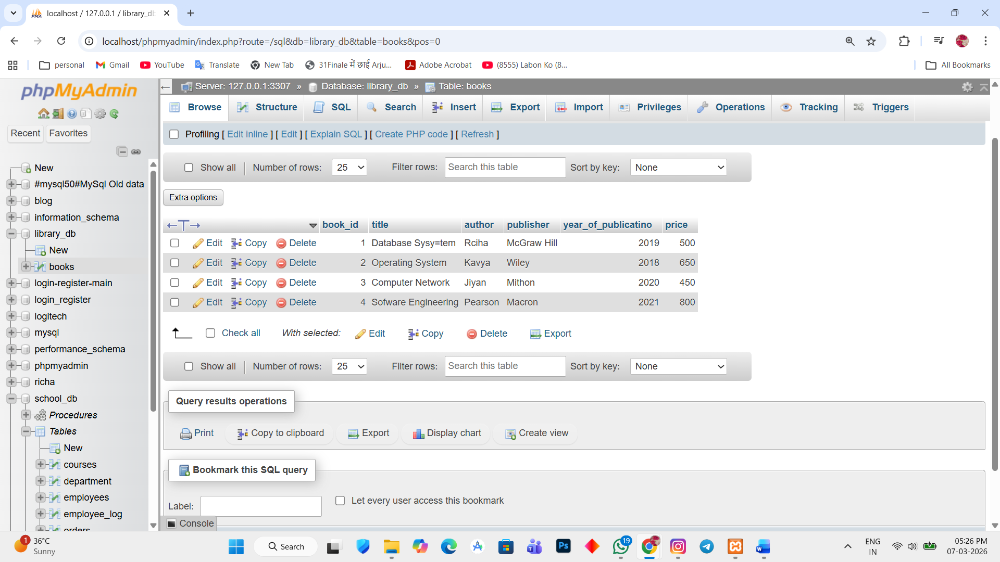 localhost / 127.0.0.1 / library_db
localhost/phpmyadmin/index.php?route=/sql&db=library_db&table=books&pos=0
personal Gmail YouTube Translate New Tab 31Finale में छाई Arju... Adobe Acrobat (8555) Labon Ko (8... All Bookmarks
phpMyAdmin
Recent Favorites
New
#mysql50#MySql Old data
blog
information_schema
library_db
New
books
login-register-main
login_register
logitech
mysql
performance_schema
phpmyadmin
richa
school_db
Procedures
Tables
New
courses
department
employees
employee_log
orders
Server: 127.0.0.1:3307 » Database: library_db » Table: books
Browse Structure SQL Search Insert Export Import Privileges Operations Tracking Triggers
Profiling [ Edit inline ] [ Edit ] [ Explain SQL ] [ Create PHP code ] [ Refresh ]
Show all Number of rows: 25 Filter rows: Search this table Sort by key: None
Extra options
←T→ book_id title author publisher year_of_publicatino price
Edit Copy Delete 1 Database Sysy=tem Rciha McGraw Hill 2019 500
Edit Copy Delete 2 Operating System Kavya Wiley 2018 650
Edit Copy Delete 3 Computer Network Jiyan Mithon 2020 450
Edit Copy Delete 4 Sofware Engineering Pearson Macron 2021 800
Check all With selected: Edit Copy Delete Export
Show all Number of rows: 25 Filter rows: Search this table Sort by key: None
Query results operations
Print Copy to clipboard Export Display chart Create view
Bookmark this SQL query
Label: Let every user access this bookmark
Console
1 36°C
Sunny
Search
Ps
19
ENG
IN
05:26 PM
07-03-2026